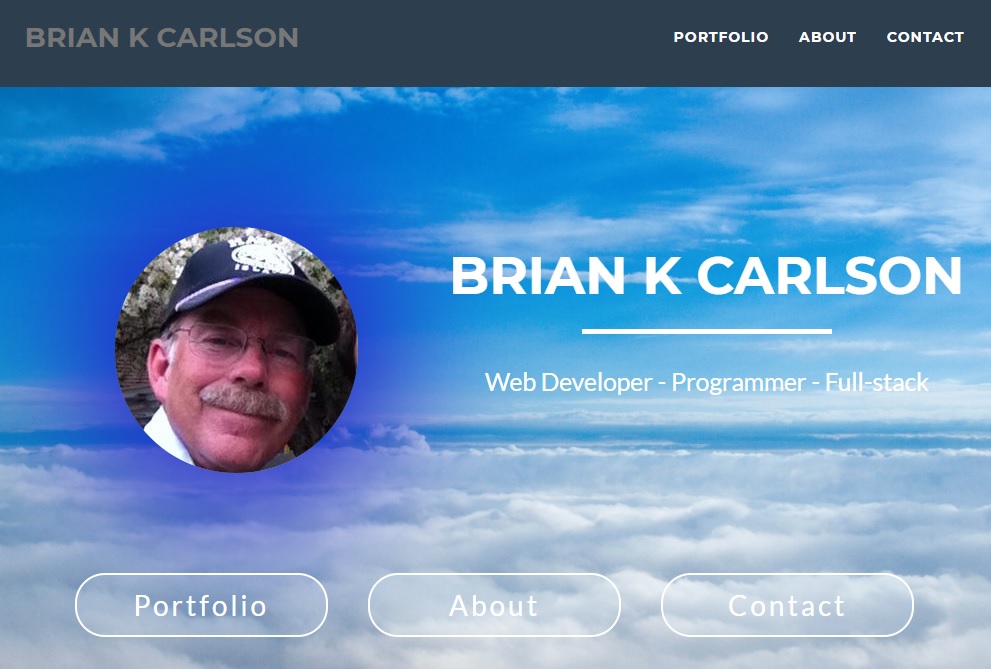 BRIAN K CARLSON
PORTFOLIO ABOUT CONTACT
BRIAN K CARLSON
Web Developer - Programmer - Full-stack
Portfolio About Contact